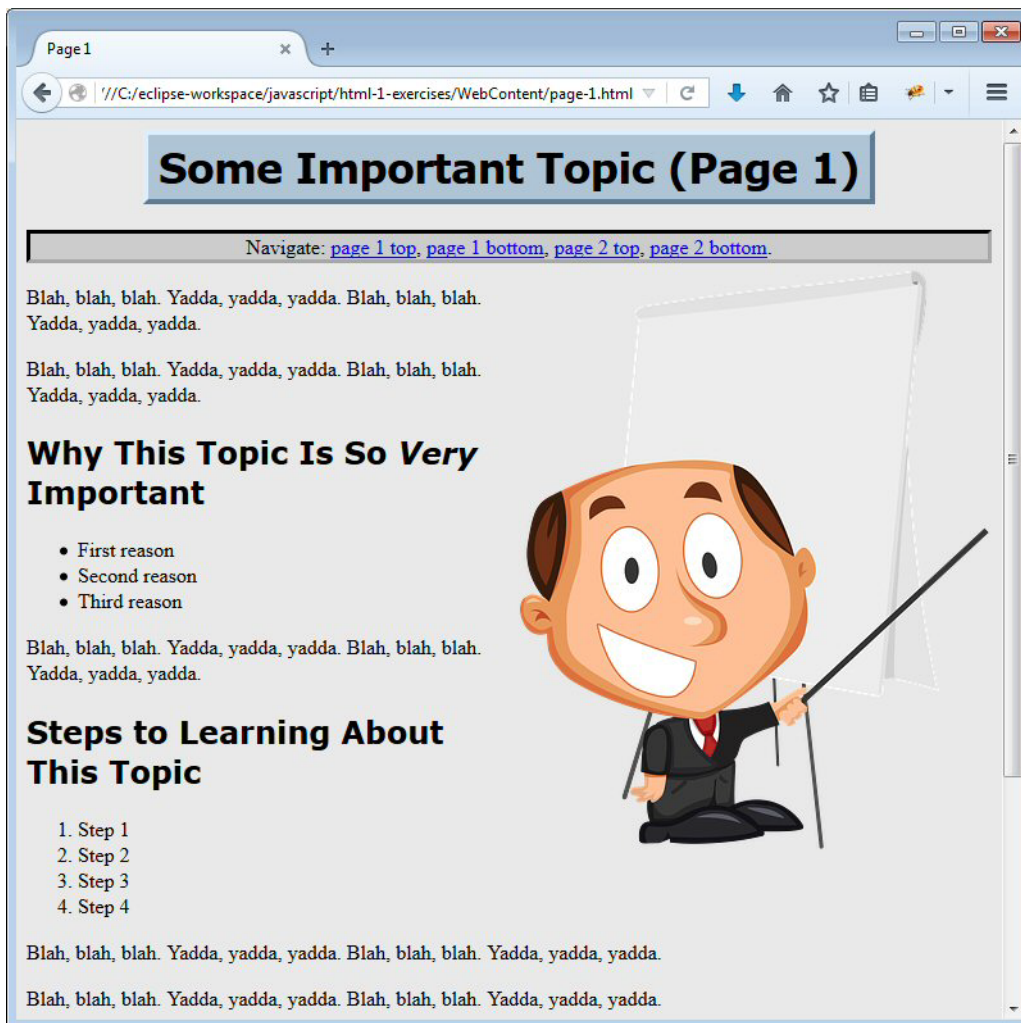 Page 1
'//C:/eclipse-workspace/javascript/html-1-exercises/WebContent/page-1.html
Some Important Topic (Page 1)
Navigate: page 1 top, page 1 bottom, page 2 top, page 2 bottom.
Blah, blah, blah. Yadda, yadda, yadda. Blah, blah, blah.
Yadda, yadda, yadda.
Blah, blah, blah. Yadda, yadda, yadda. Blah, blah, blah.
Yadda, yadda, yadda.
Why This Topic Is So Very
Important
• First reason
• Second reason
• Third reason
Blah, blah, blah. Yadda, yadda, yadda. Blah, blah, blah.
Yadda, yadda, yadda.
Steps to Learning About
This Topic
1. Step 1
2. Step 2
3. Step 3
4. Step 4
Blah, blah, blah. Yadda, yadda, yadda. Blah, blah, blah. Yadda, yadda, yadda.
Blah, blah, blah. Yadda, yadda, yadda. Blah, blah, blah. Yadda, yadda, yadda.